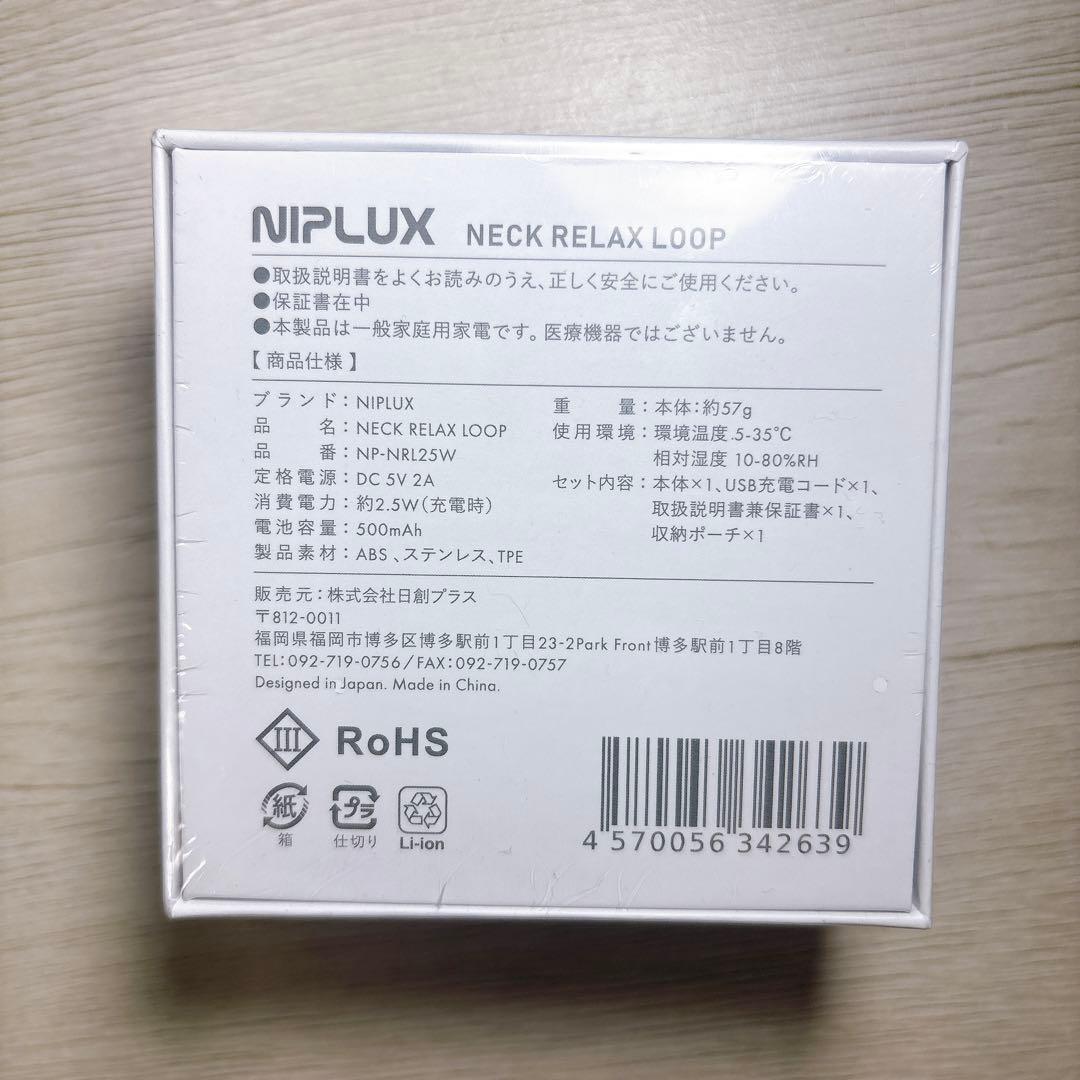 NIPLUX NECK RELAX LOOP
●取扱説明書をよくお読みのうえ、正しく安全にご使用ください。
●保証書在中
●本製品は一般家庭用家電です。医療機器ではございません。
【商品仕様】
ブランド：NIPLUX
品名：NECK RELAX LOOP
品番：NP-NRL25W
定格電源：DC 5V 2A
消費電力：約2.5W（充電時）
電池容量：500mAh
製品素材：ABS、ステンレス、TPE
重量：本体：約57g
使用環境：環境温度.5-35℃
相対湿度 10-80%RH
セット内容：本体×1、USB充電コード×1、
取扱説明書兼保証書×1、
収納ポーチ×1
販売元：株式会社日創プラス
〒812-0011
福岡県福岡市博多区博多駅前1丁目23-2Park Front博多駅前1丁目8階
TEL：092-719-0756/FAX：092-719-0757
Designed in Japan. Made in China.
III RoHS
紙 プラ
箱 仕切り Li-ion
4 570056 342639